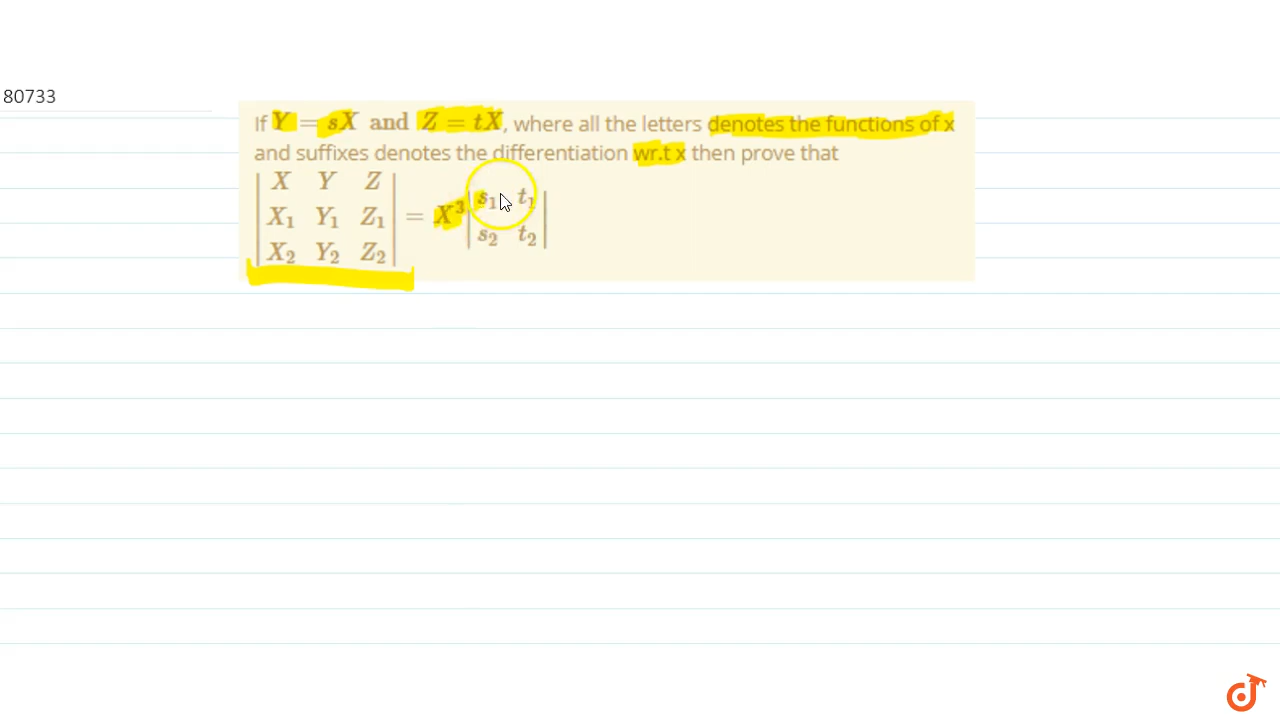 80733
If Y = sX and Z = tX, where all the letters denotes the functions of x
and suffixes denotes the differentiation wr.t x then prove that
| X Y Z |
| X₁ Y₁ Z₁ | = X³ | s₁ t₁ |
| X₂ Y₂ Z₂ | | s₂ t₂ |